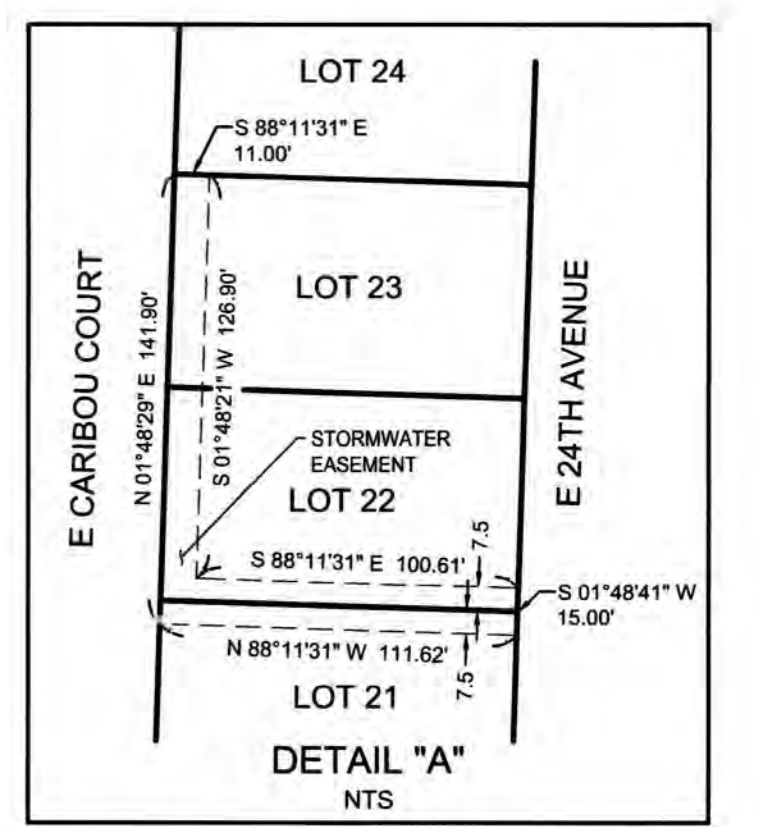 LOT 24
S 88°11'31" E
11.00'
E CARIBOU COURT
N 01°48'29" E 141.90'
S 01°48'21" W 126.90'
LOT 23
E 24TH AVENUE
STORMWATER
EASEMENT
LOT 22
7.5
S 88°11'31" E 100.61'
S 01°48'41" W
15.00'
N 88°11'31" W 111.62'
7.5
LOT 21
DETAIL "A"
NTS